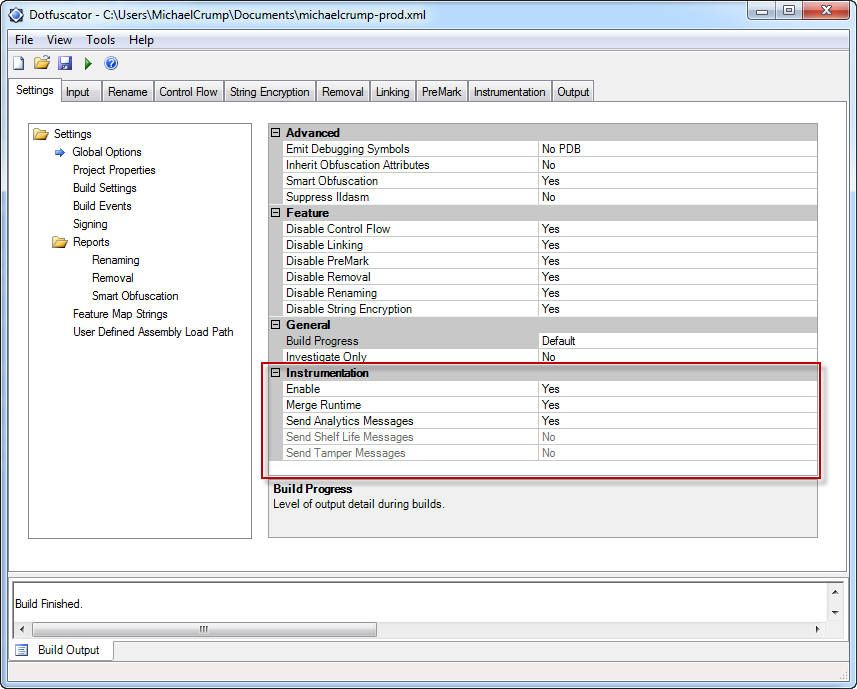 Dotfuscator - C:\Users\MichaelCrump\Documents\michaelcrump-prod.xml
File View Tools Help
Settings Input Rename Control Flow String Encryption Removal Linking PreMark Instrumentation Output
Settings
Global Options
Project Properties
Build Settings
Build Events
Signing
Reports
Renaming
Removal
Smart Obfuscation
Feature Map Strings
User Defined Assembly Load Path
Advanced
Emit Debugging Symbols No PDB
Inherit Obfuscation Attributes No
Smart Obfuscation Yes
Suppress Ildasm No
Feature
Disable Control Flow Yes
Disable Linking Yes
Disable PreMark Yes
Disable Removal Yes
Disable Renaming Yes
Disable String Encryption Yes
General
Build Progress Default
Investigate Only No
Instrumentation
Enable Yes
Merge Runtime Yes
Send Analytics Messages Yes
Send Shelf Life Messages No
Send Tamper Messages No
Build Progress
Level of output detail during builds.
Build Finished.
Build Output